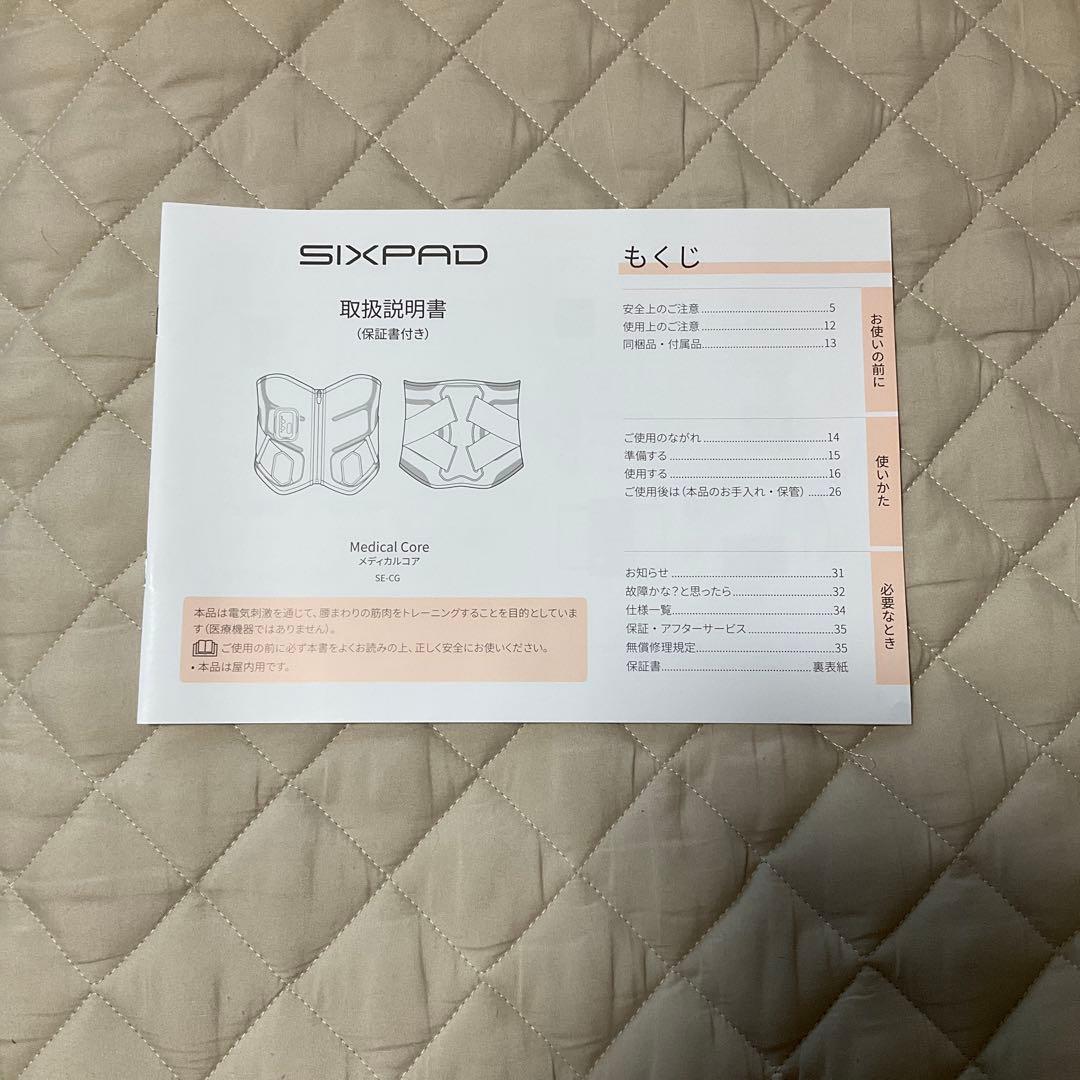 SIXPAD
取扱説明書
（保証書付き）
Medical Core
メディカルコア
SE-CG
本品は電気刺激を通じて、腰まわりの筋肉をトレーニングすることを目的としていま
す（医療機器ではありません）。
ご使用の前に必ず本書をよくお読みの上、正しく安全にお使いください。
・本品は屋内用です。
もくじ
お使いの前に
安全上のご注意......................................5
使用上のご注意....................................12
同梱品・付属品....................................13
使いかた
ご使用のながれ....................................14
準備する..............................................15
使用する..............................................16
ご使用後は（本品のお手入れ・保管）......26
必要なとき
お知らせ..............................................31
故障かな？と思ったら...........................32
仕様一覧..............................................34
保証・アフターサービス........................35
無償修理規定.......................................35
保証書...........................................裏表紙